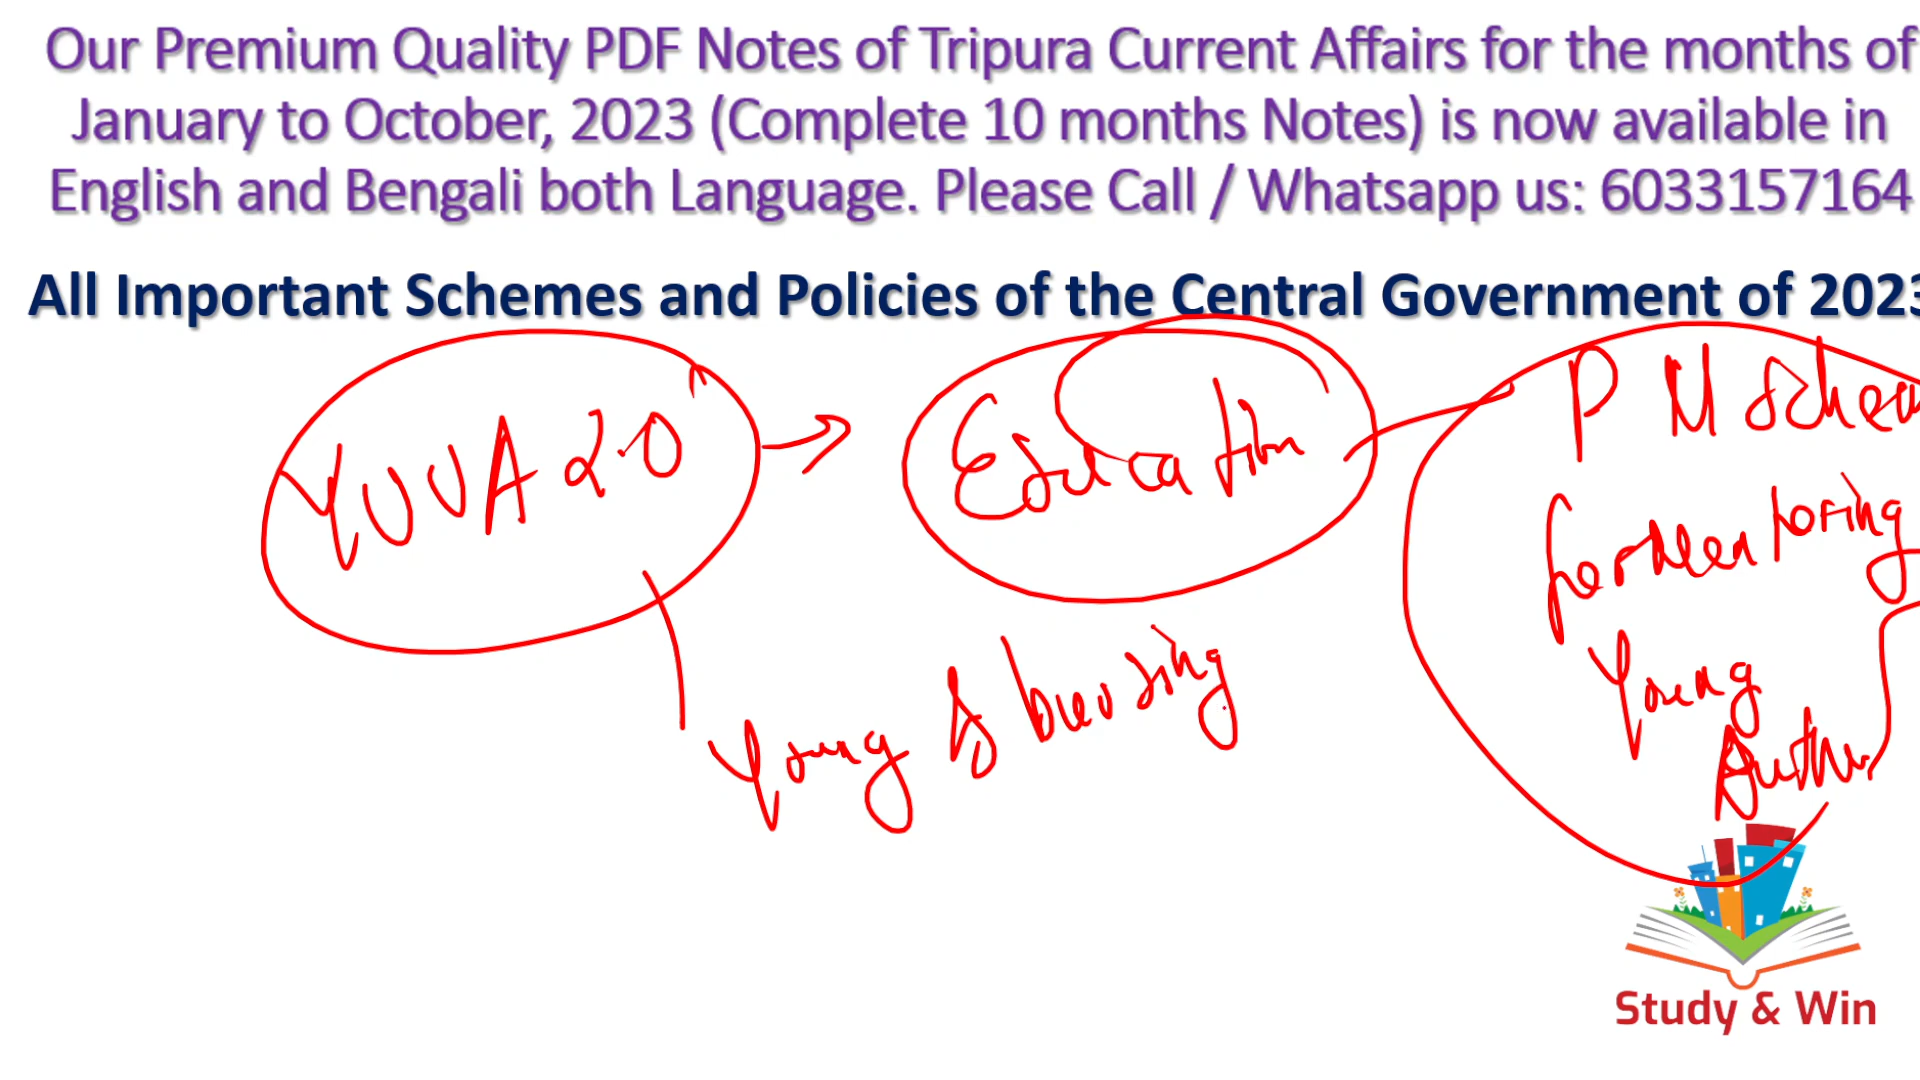 Our Premium Quality PDF Notes of Tripura Current Affairs for the months of
January to October, 2023 (Complete 10 months Notes) is now available in
English and Bengali both Language. Please Call / Whatsapp us: 6033157164
All Important Schemes and Policies of the Central Government of 2023
YUVA 2.0
Education
PM Schem
for Mentoring
Young
Author
Young & budding
Study & Win